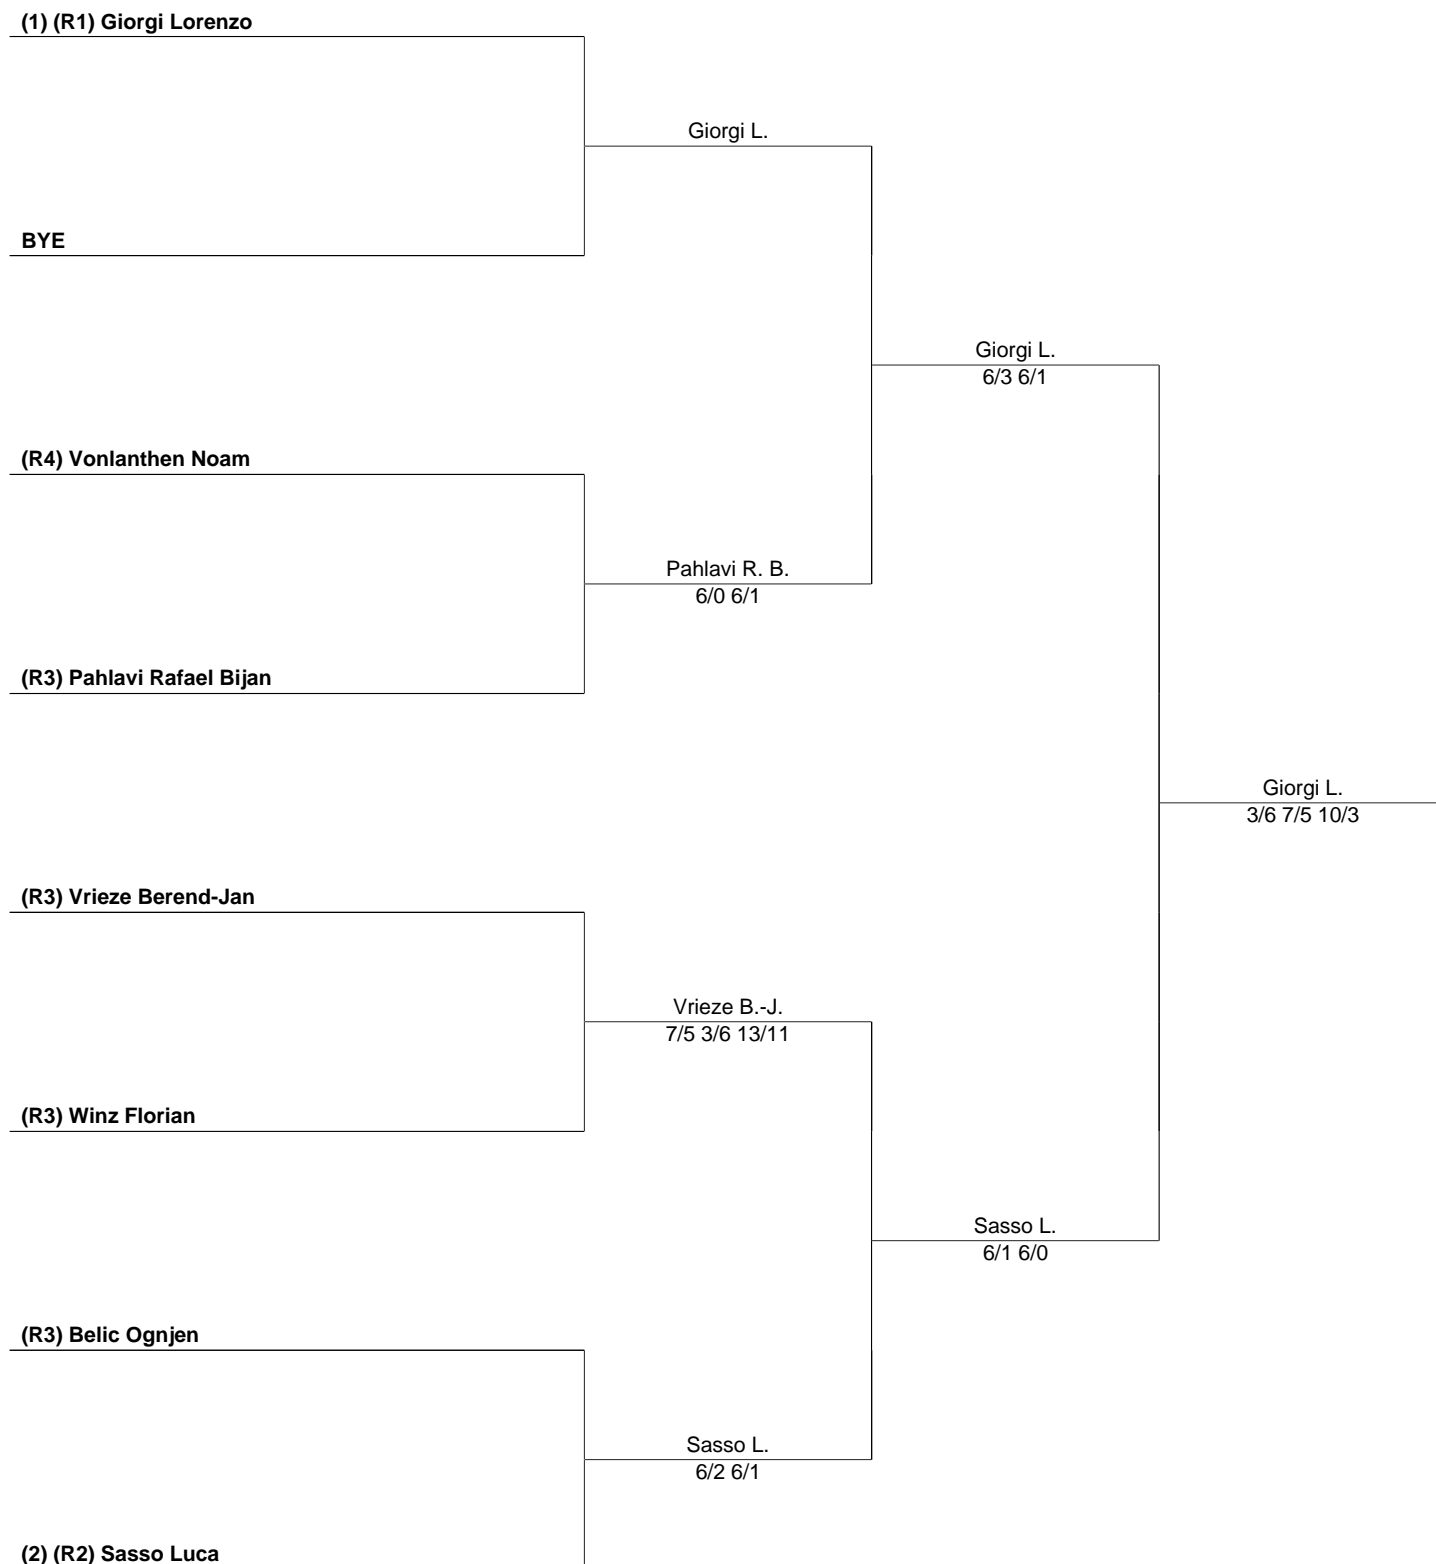 (1) (R1) Giorgi Lorenzo
Giorgi L.
BYE
Giorgi L.
6/3 6/1
(R4) Vonlanthen Noam
Pahlavi R. B.
6/0 6/1
(R3) Pahlavi Rafael Bijan
Giorgi L.
3/6 7/5 10/3
(R3) Vrieze Berend-Jan
Vrieze B.-J.
7/5 3/6 13/11
(R3) Winz Florian
Sasso L.
6/1 6/0
(R3) Belic Ognjen
Sasso L.
6/2 6/1
(2) (R2) Sasso Luca